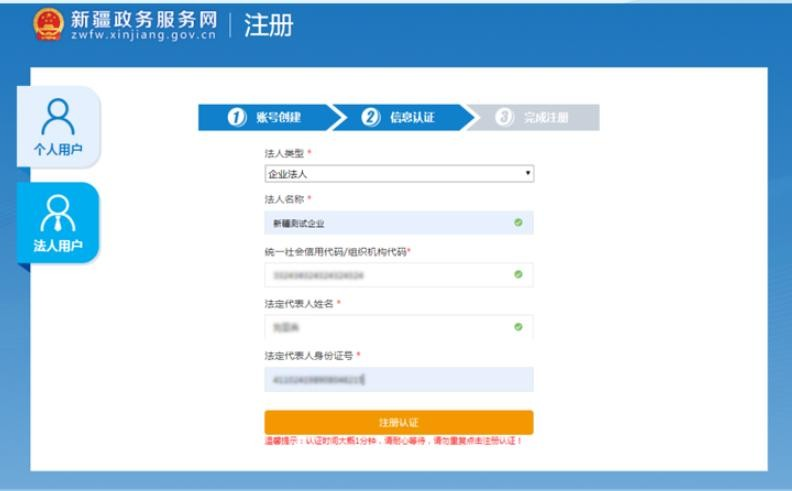 新疆政务服务网
zwfw.xinjiang.gov.cn
注册
个人用户
法人用户
1 账号创建
2 信息认证
3 完成注册
法人类型 *
企业法人
法人名称 *
新疆测试企业
统一社会信用代码/组织机构代码*
法定代表人姓名 *
法定代表人身份证号 *
注册认证
温馨提示：认证时间大概1分钟，请耐心等待，请勿重复点击注册认证！